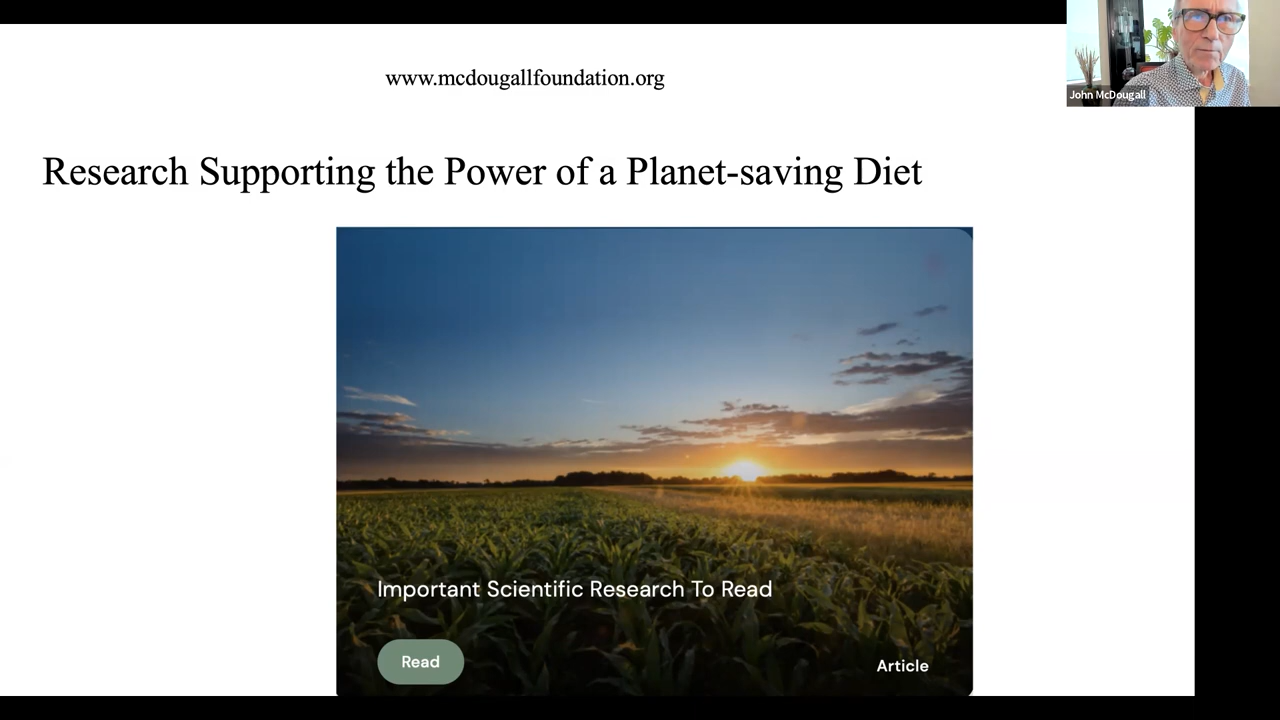 www.mcdougallfoundation.org
John McDougall
Research Supporting the Power of a Planet-saving Diet
Important Scientific Research To Read
Read
Article